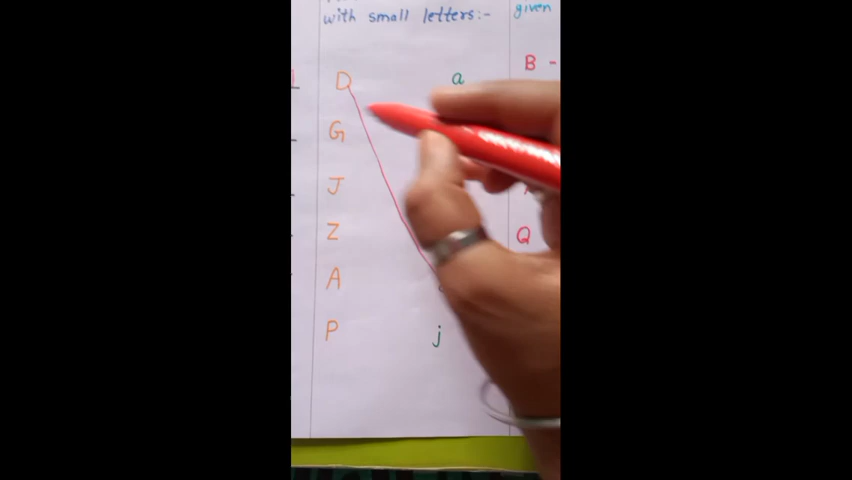 with small letters:-
given
B -
D a
G
J
Z
Q
A
P j